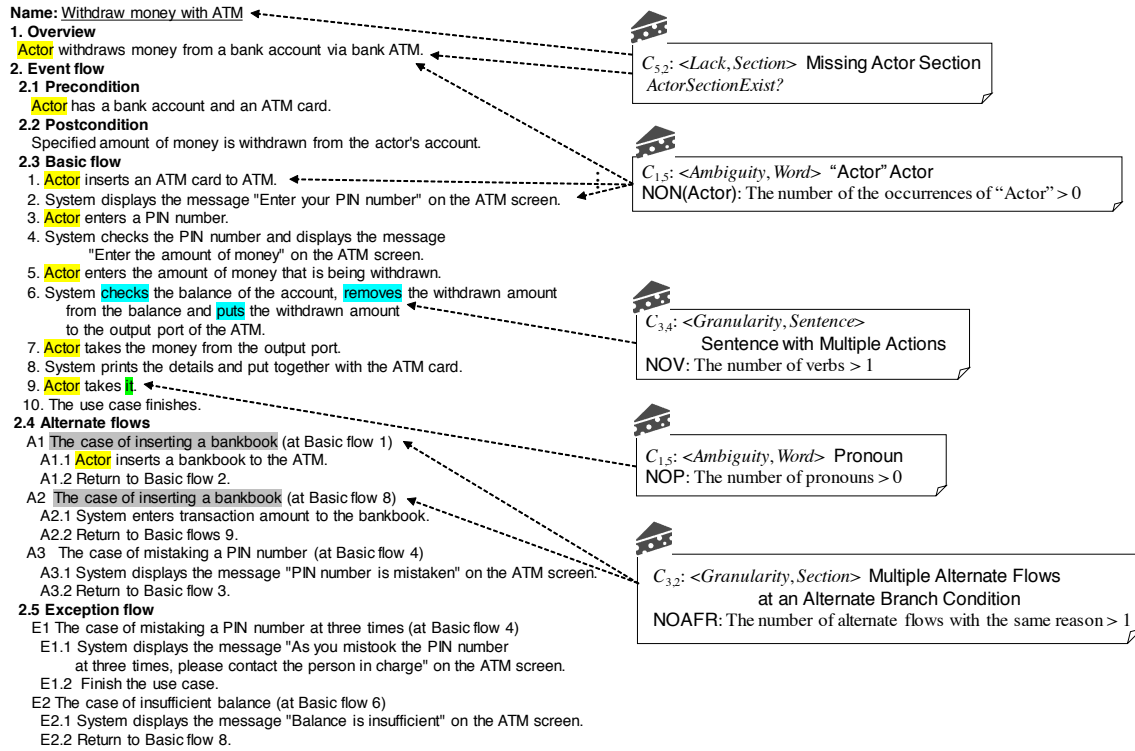 Name: Withdraw money with ATM
1. Overview
Actor withdraws money from a bank account via bank ATM.
2. Event flow
2.1 Precondition
Actor has a bank account and an ATM card.
2.2 Postcondition
Specified amount of money is withdrawn from the actor's account.
2.3 Basic flow
1. Actor inserts an ATM card to ATM.
2. System displays the message "Enter your PIN number" on the ATM screen.
3. Actor enters a PIN number.
4. System checks the PIN number and displays the message
"Enter the amount of money" on the ATM screen.
5. Actor enters the amount of money that is being withdrawn.
6. System checks the balance of the account, removes the withdrawn amount
from the balance and puts the withdrawn amount
to the output port of the ATM.
7. Actor takes the money from the output port.
8. System prints the details and put together with the ATM card.
9. Actor takes it.
10. The use case finishes.
2.4 Alternate flows
A1 The case of inserting a bankbook (at Basic flow 1)
A1.1 Actor inserts a bankbook to the ATM.
A1.2 Return to Basic flow 2.
A2 The case of inserting a bankbook (at Basic flow 8)
A2.1 System enters transaction amount to the bankbook.
A2.2 Return to Basic flows 9.
A3 The case of mistaking a PIN number (at Basic flow 4)
A3.1 System displays the message "PIN number is mistaken" on the ATM screen.
A3.2 Return to Basic flow 3.
2.5 Exception flow
E1 The case of mistaking a PIN number at three times (at Basic flow 4)
E1.1 System displays the message "As you mistook the PIN number
at three times, please contact the person in charge" on the ATM screen.
E1.2 Finish the use case.
E2 The case of insufficient balance (at Basic flow 6)
E2.1 System displays the message "Balance is insufficient" on the ATM screen.
E2.2 Return to Basic flow 8.
C5,2: <Lack, Section> Missing Actor Section
ActorSectionExist?
C1,5: <Ambiguity, Word> “Actor” Actor
NON(Actor): The number of the occurrences of “Actor” > 0
C3,4: <Granularity, Sentence>
Sentence with Multiple Actions
NOV: The number of verbs > 1
C1,5: <Ambiguity, Word> Pronoun
NOP: The number of pronouns > 0
C3,2: <Granularity, Section> Multiple Alternate Flows
at an Alternate Branch Condition
NOAFR: The number of alternate flows with the same reason > 1